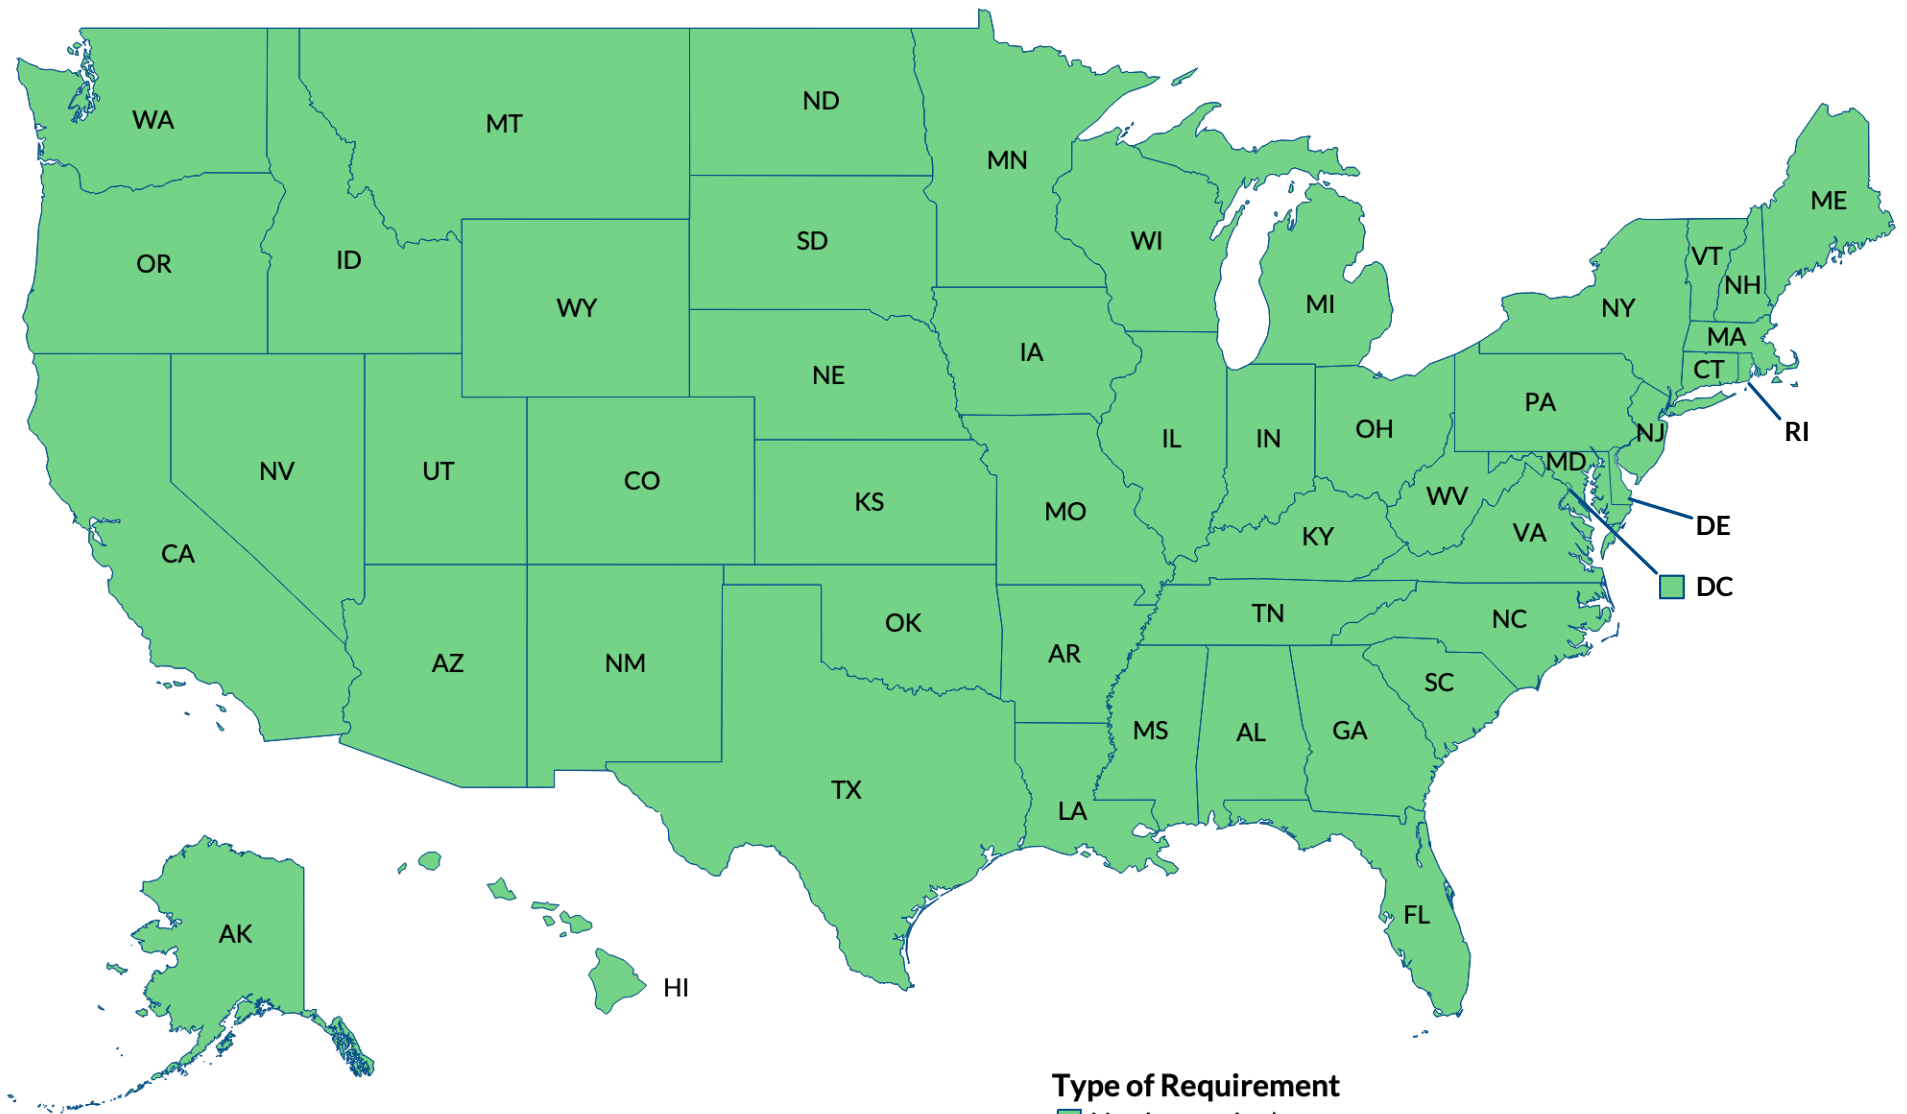 WA
MT
ND
MN
ME
OR
ID
SD
WI
VT
NH
WY
MI
NY
MA
IA
NE
CT
PA
RI
NV
UT
CO
KS
MO
IL
IN
OH
NJ
MD
WV
DE
CA
KY
VA
DC
OK
TN
NC
AZ
NM
AR
SC
MS
AL
GA
TX
LA
AK
FL
HI
Type of Requirement